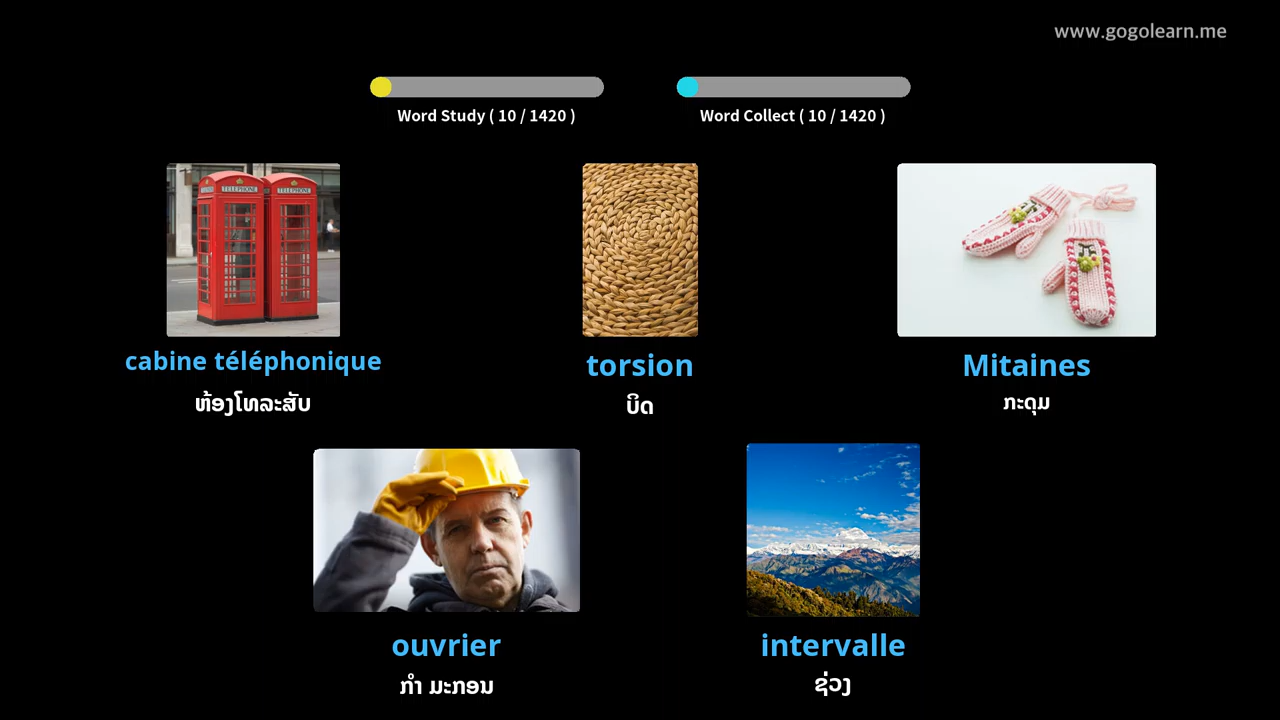 www.gogolearn.me
Word Study ( 10 / 1420 )
Word Collect ( 10 / 1420 )
TELEPHONE
TELEPHONE
cabine téléphonique
torsion
Mitaines
ຫ້ອງໂທລະສັບ
ບິດ
ກະດຸມ
ouvrier
intervalle
ກຳ ມະກອນ
ຊ່ວງ